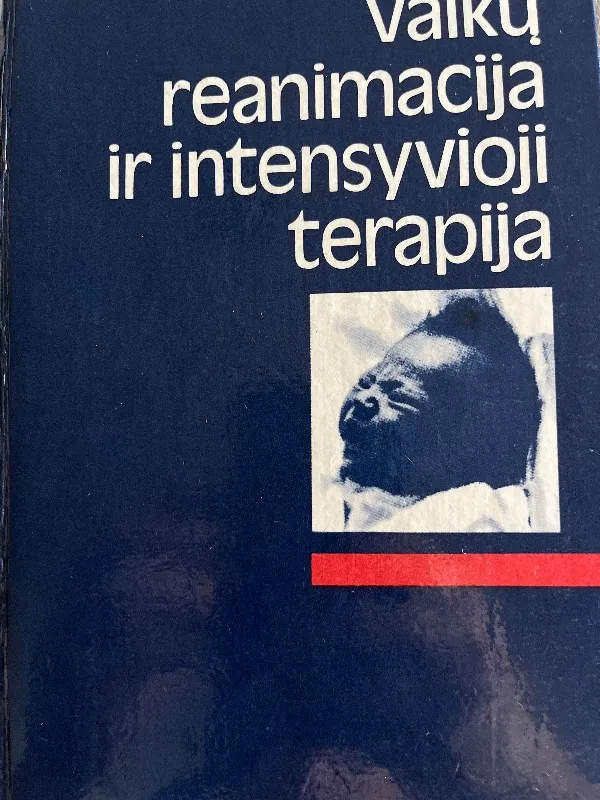 vaikų
reanimacija
ir intensyvioji
terapija